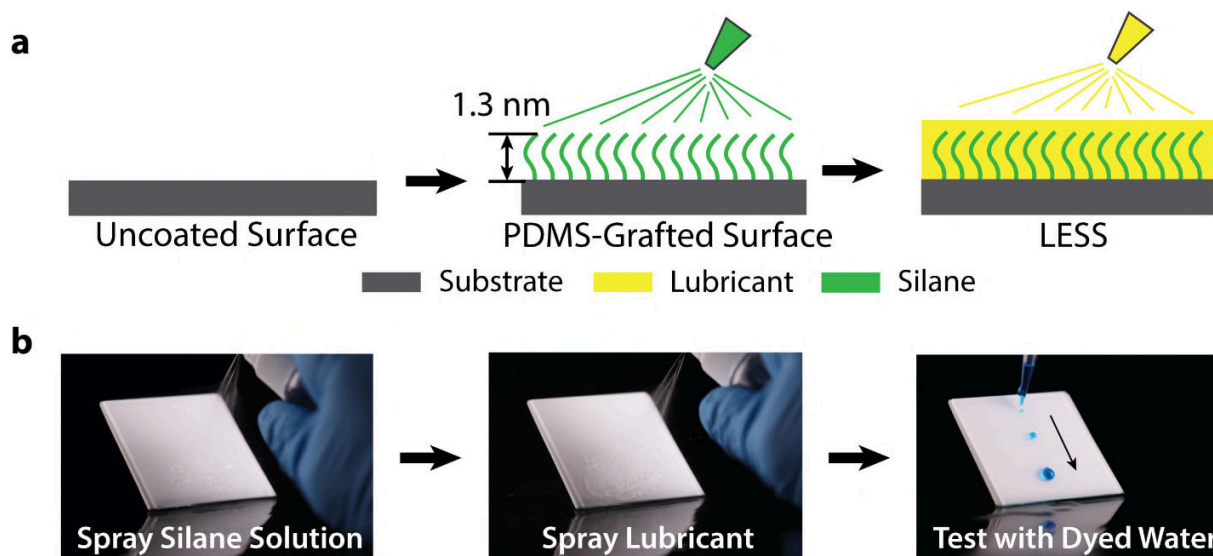 a
1.3 nm
Uncoated Surface
PDMS-Grafted Surface
LESS
Substrate
Lubricant
Silane
b
Spray Silane Solution
Spray Lubricant
Test with Dyed Water